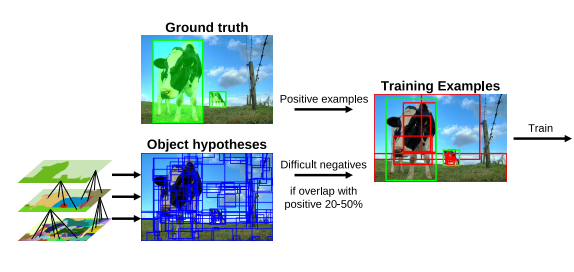 Ground truth
Positive examples
Training Examples
Train
Object hypotheses
Difficult negatives
if overlap with
positive 20-50%